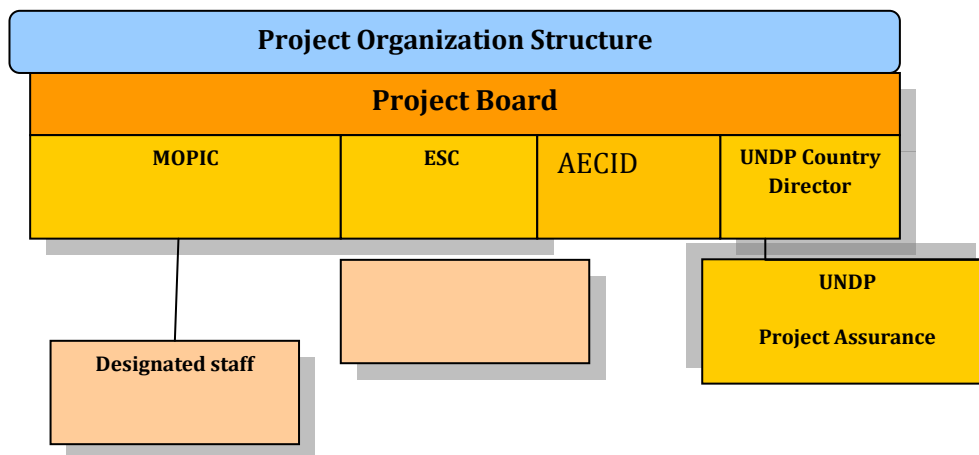 Project Organization Structure
Project Board
MOPIC
ESC
AECID
UNDP Country
Director
UNDP
Project Assurance
Designated staff